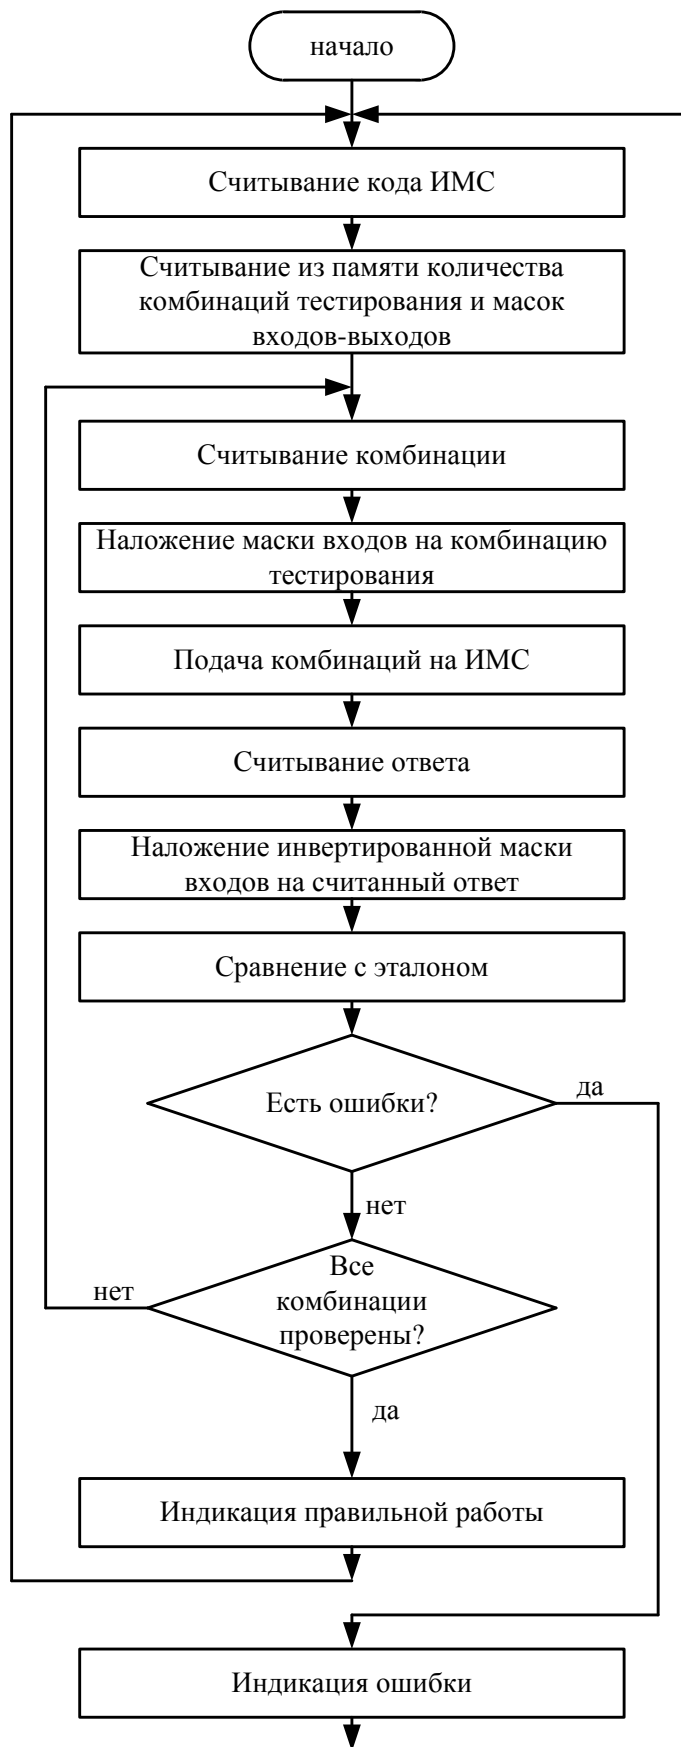 начало
Считывание кода ИМС
Считывание из памяти количества
комбинаций тестирования и масок
входов-выходов
Считывание комбинации
Наложение маски входов на комбинацию
тестирования
Подача комбинаций на ИМС
Считывание ответа
Наложение инвертированной маски
входов на считанный ответ
Сравнение с эталоном
Есть ошибки?
да
нет
Все
комбинации
проверены?
нет
да
Индикация правильной работы
Индикация ошибки